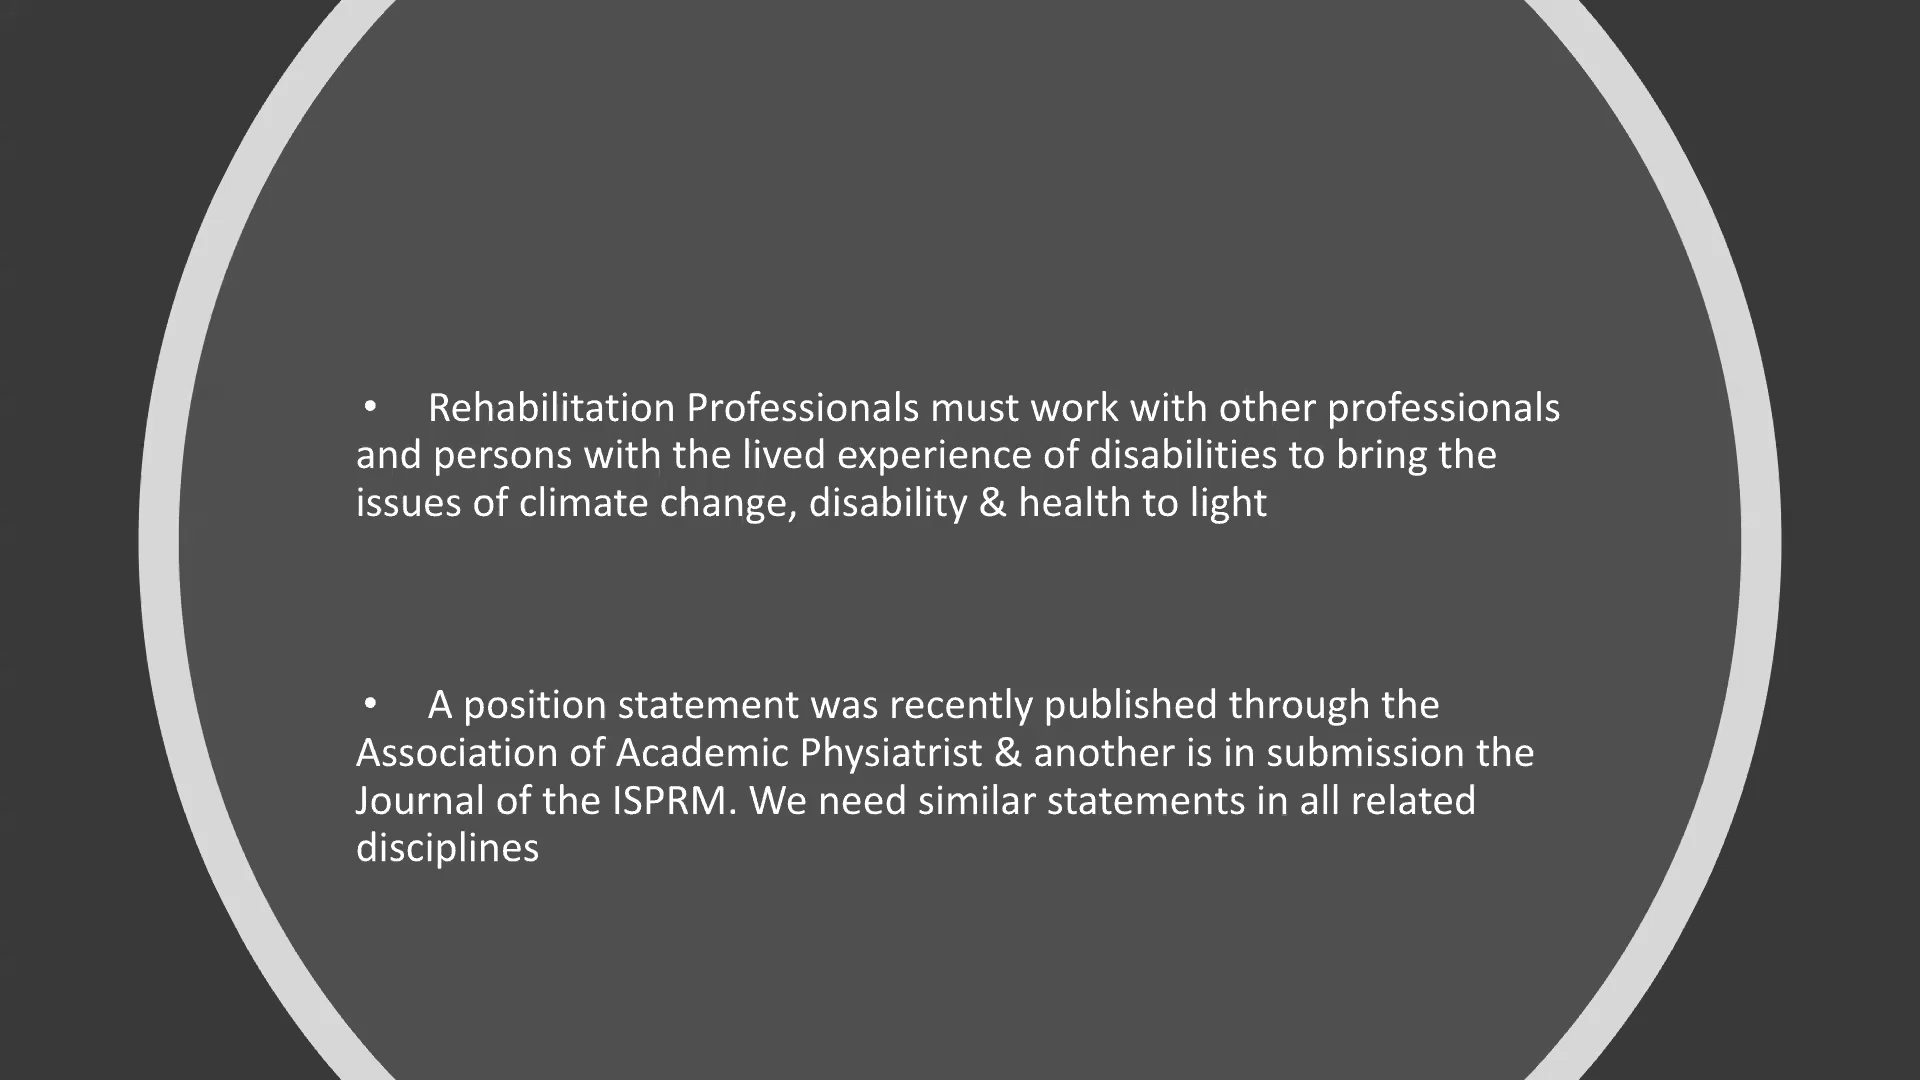 • Rehabilitation Professionals must work with other professionals
and persons with the lived experience of disabilities to bring the
issues of climate change, disability & health to light
• A position statement was recently published through the
Association of Academic Physiatrist & another is in submission the
Journal of the ISPRM. We need similar statements in all related
disciplines